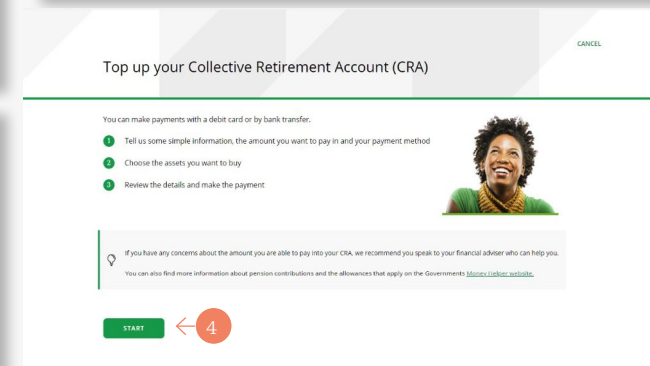 CANCEL
Top up your Collective Retirement Account (CRA)
You can make payments with a debit card or by bank transfer.
1 Tell us some simple information, the amount you want to pay in and your payment method
2 Choose the assets you want to buy
3 Review the details and make the payment
If you have any concerns about the amount you are able to pay into your CRA, we recommend you speak to your financial adviser who can help you.
You can also find more information about pension contributions and the allowances that apply on the Governments Money Helper website.
START
4